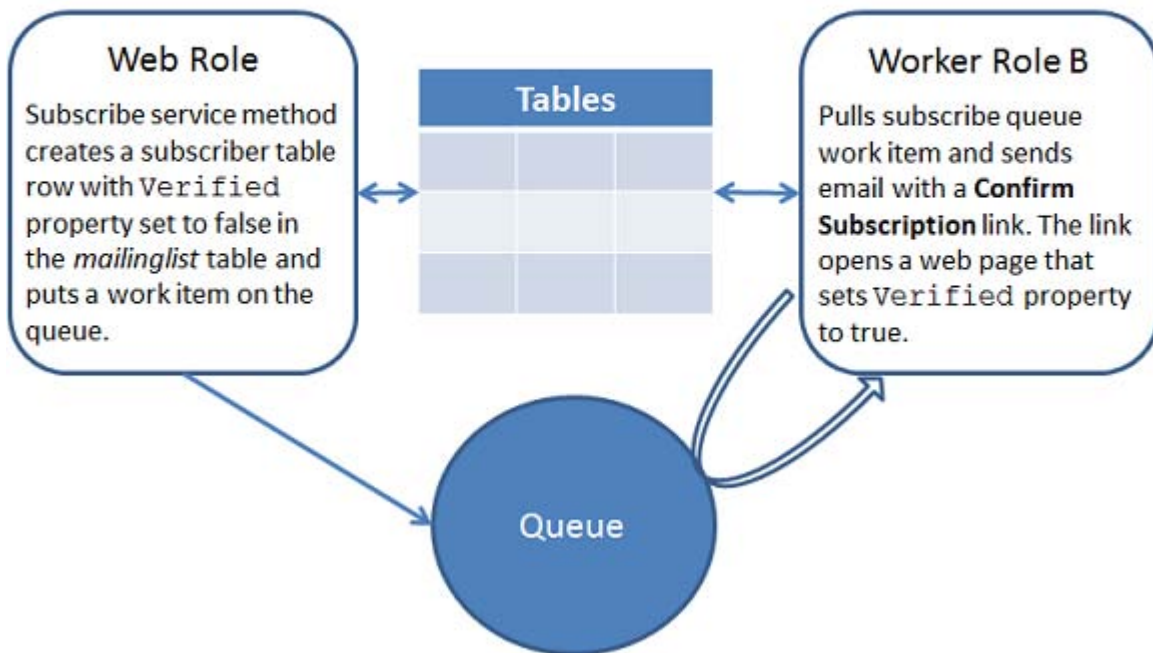 Web Role
Subscribe service method
creates a subscriber table
row with Verified
property set to false in
the mailinglist table and
puts a work item on the
queue.
Tables
Worker Role B
Pulls subscribe queue
work item and sends
email with a Confirm
Subscription link. The link
opens a web page that
sets Verified property
to true.
Queue